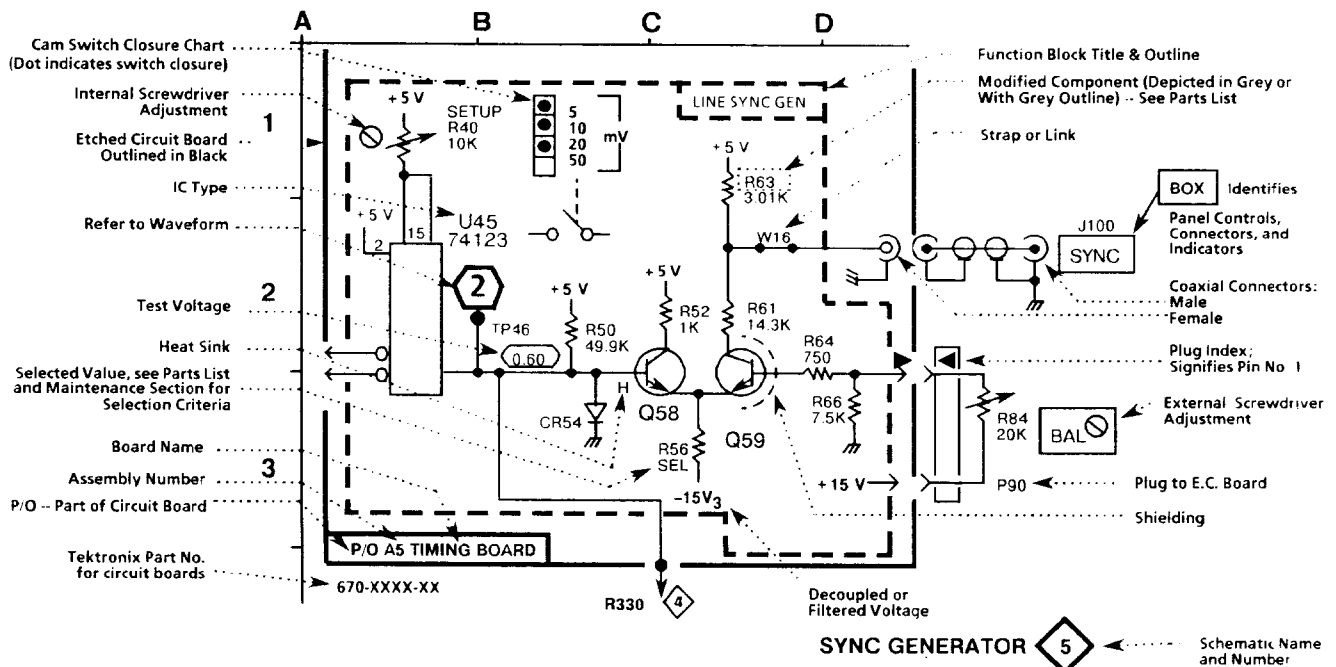 A B C D
Cam Switch Closure Chart
(Dot indicates switch closure)
Internal Screwdriver
Adjustment
Etched Circuit Board
Outlined in Black
IC Type
Refer to Waveform
Test Voltage
Heat Sink
Selected Value, see Parts List
and Maintenance Section for
Selection Criteria
Board Name
Assembly Number
P/O -- Part of Circuit Board
Tektronix Part No.
for circuit boards
1
2
3
+5 V
SETUP
R40
10K
5
10
20
50
mV
LINE SYNC GEN
+5 V
R63
3.01K
+5 V
2
15
U45
74123
W16
2
TP46
0.60
+5 V
R50
49.9K
+5 V
R52
1K
R61
14.3K
R64
750
R66
7.5K
CR54
H
Q58
Q59
R56
SEL
-15V3
+15 V
P/O A5 TIMING BOARD
670-XXXX-XX
R330
4
Function Block Title & Outline
Modified Component (Depicted in Grey or
With Grey Outline) -- See Parts List
Strap or Link
BOX
Identifies
Panel Controls,
Connectors, and
Indicators
J100
SYNC
Coaxial Connectors:
Male
Female
Plug Index;
Signifies Pin No 1
R84
20K
BAL
External Screwdriver
Adjustment
P90
Plug to E.C. Board
Shielding
Decoupled or
Filtered Voltage
SYNC GENERATOR
5
Schematic Name
and Number